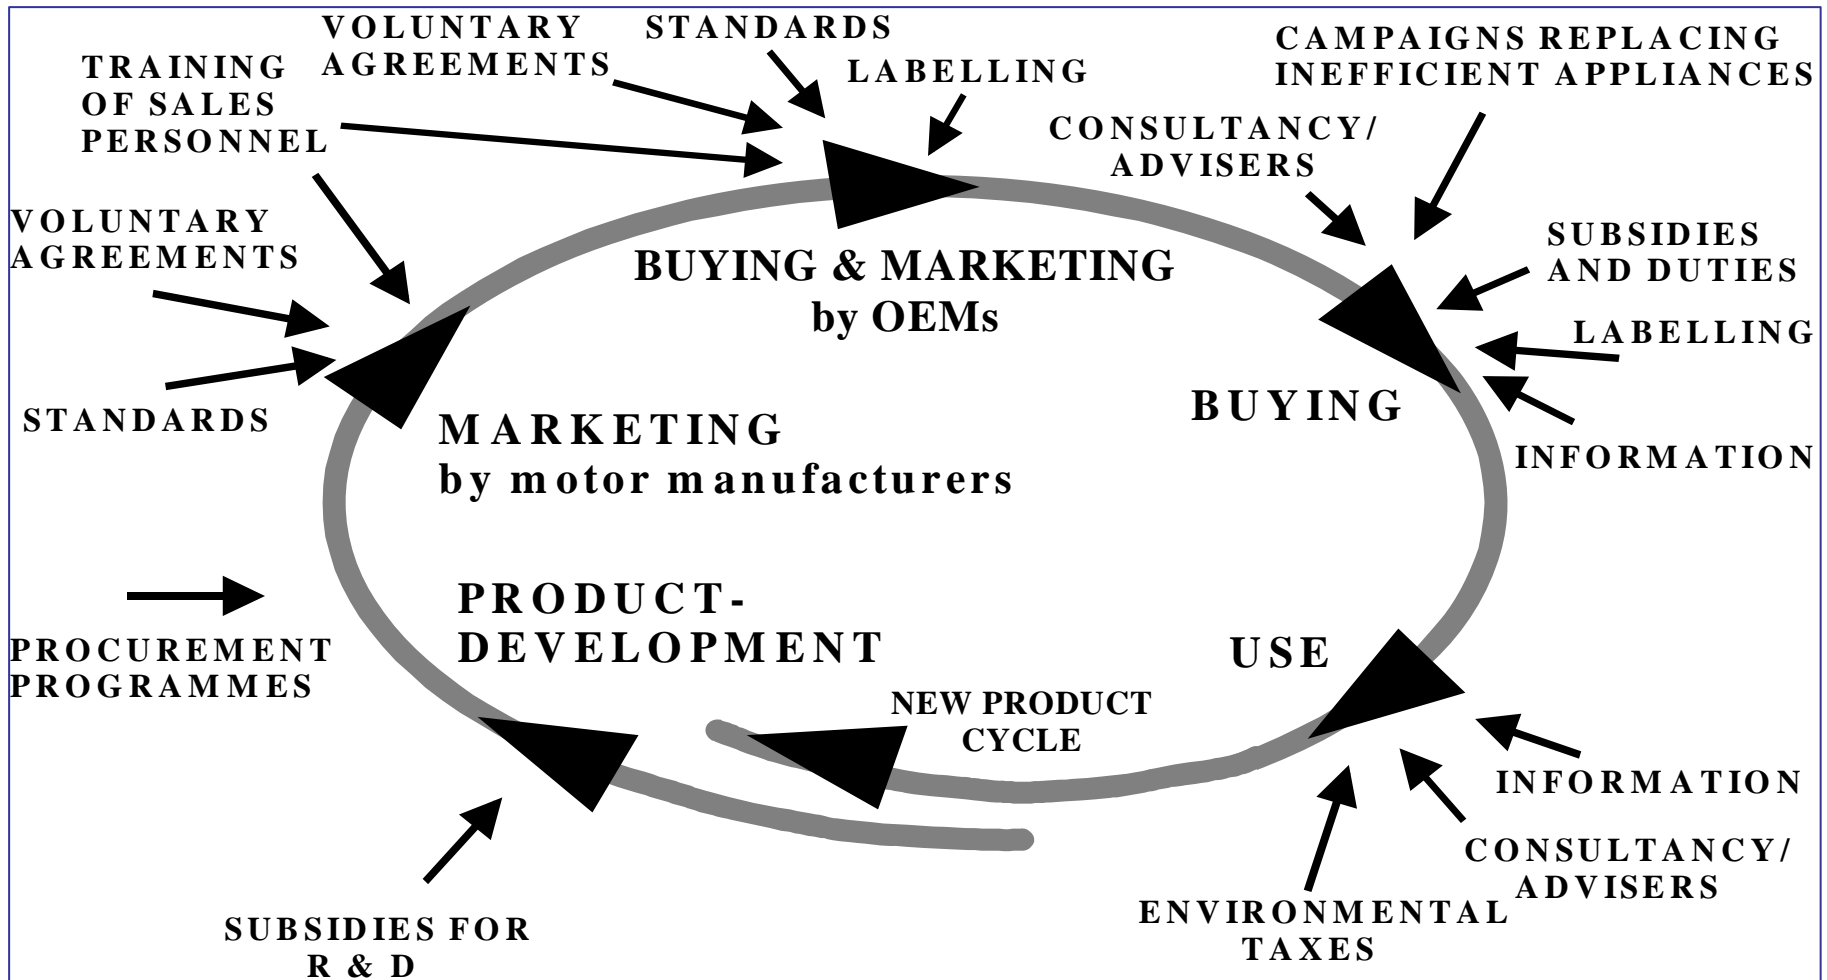 VOLUNTARY
AGREEMENTS
STANDARDS
LABELLING
CAMPAIGNS REPLACING
INEFFICIENT APPLIANCES
TRAINING
OF SALES
PERSONNEL
CONSULTANCY/
ADVISERS
VOLUNTARY
AGREEMENTS
SUBSIDIES
AND DUTIES
BUYING & MARKETING
by OEMs
LABELLING
STANDARDS
BUYING
MARKETING
by motor manufacturers
INFORMATION
PRODUCT-
DEVELOPMENT
PROCUREMENT
PROGRAMMES
USE
NEW PRODUCT
CYCLE
INFORMATION
CONSULTANCY/
ADVISERS
ENVIRONMENTAL
TAXES
SUBSIDIES FOR
R & D